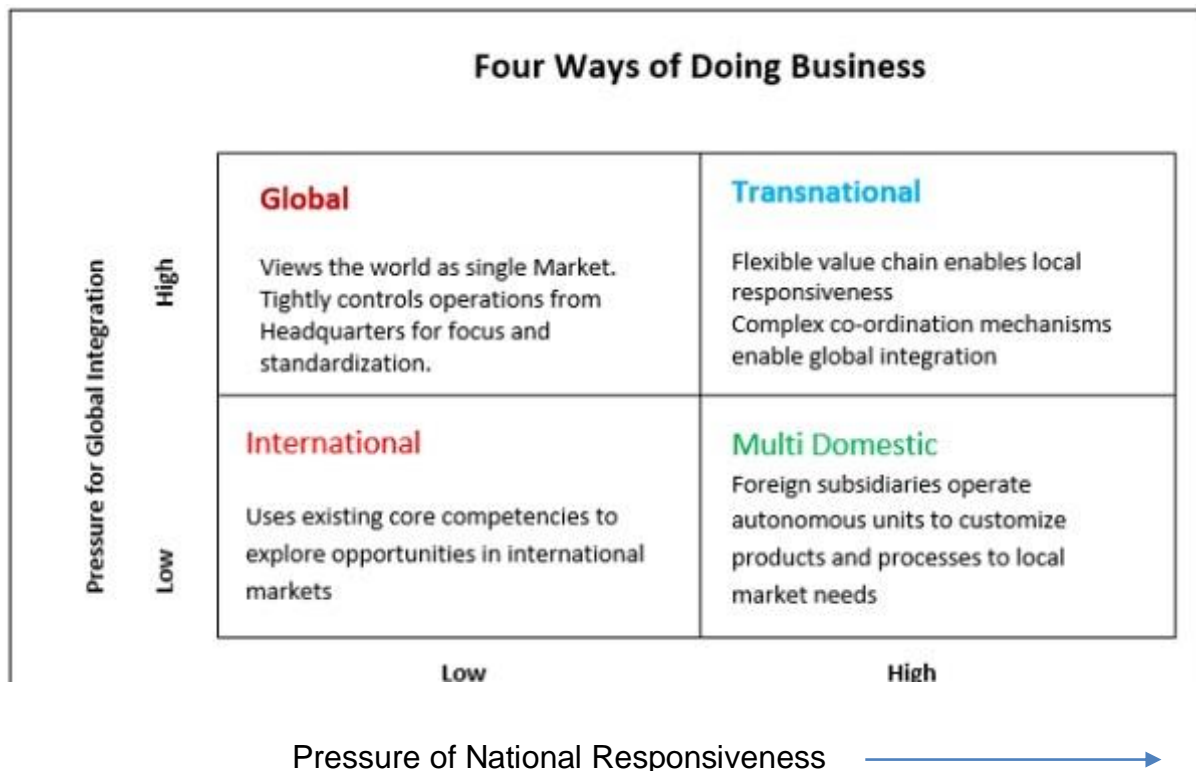 Four Ways of Doing Business
Global
Views the world as single Market.
Tightly controls operations from
Headquarters for focus and
standardization.
Transnational
Flexible value chain enables local
responsiveness
Complex co-ordination mechanisms
enable global integration
Pressure for Global Integration
High
Low
International
Uses existing core competencies to
explore opportunities in international
markets
Multi Domestic
Foreign subsidiaries operate
autonomous units to customize
products and processes to local
market needs
Low
High
Pressure of National Responsiveness